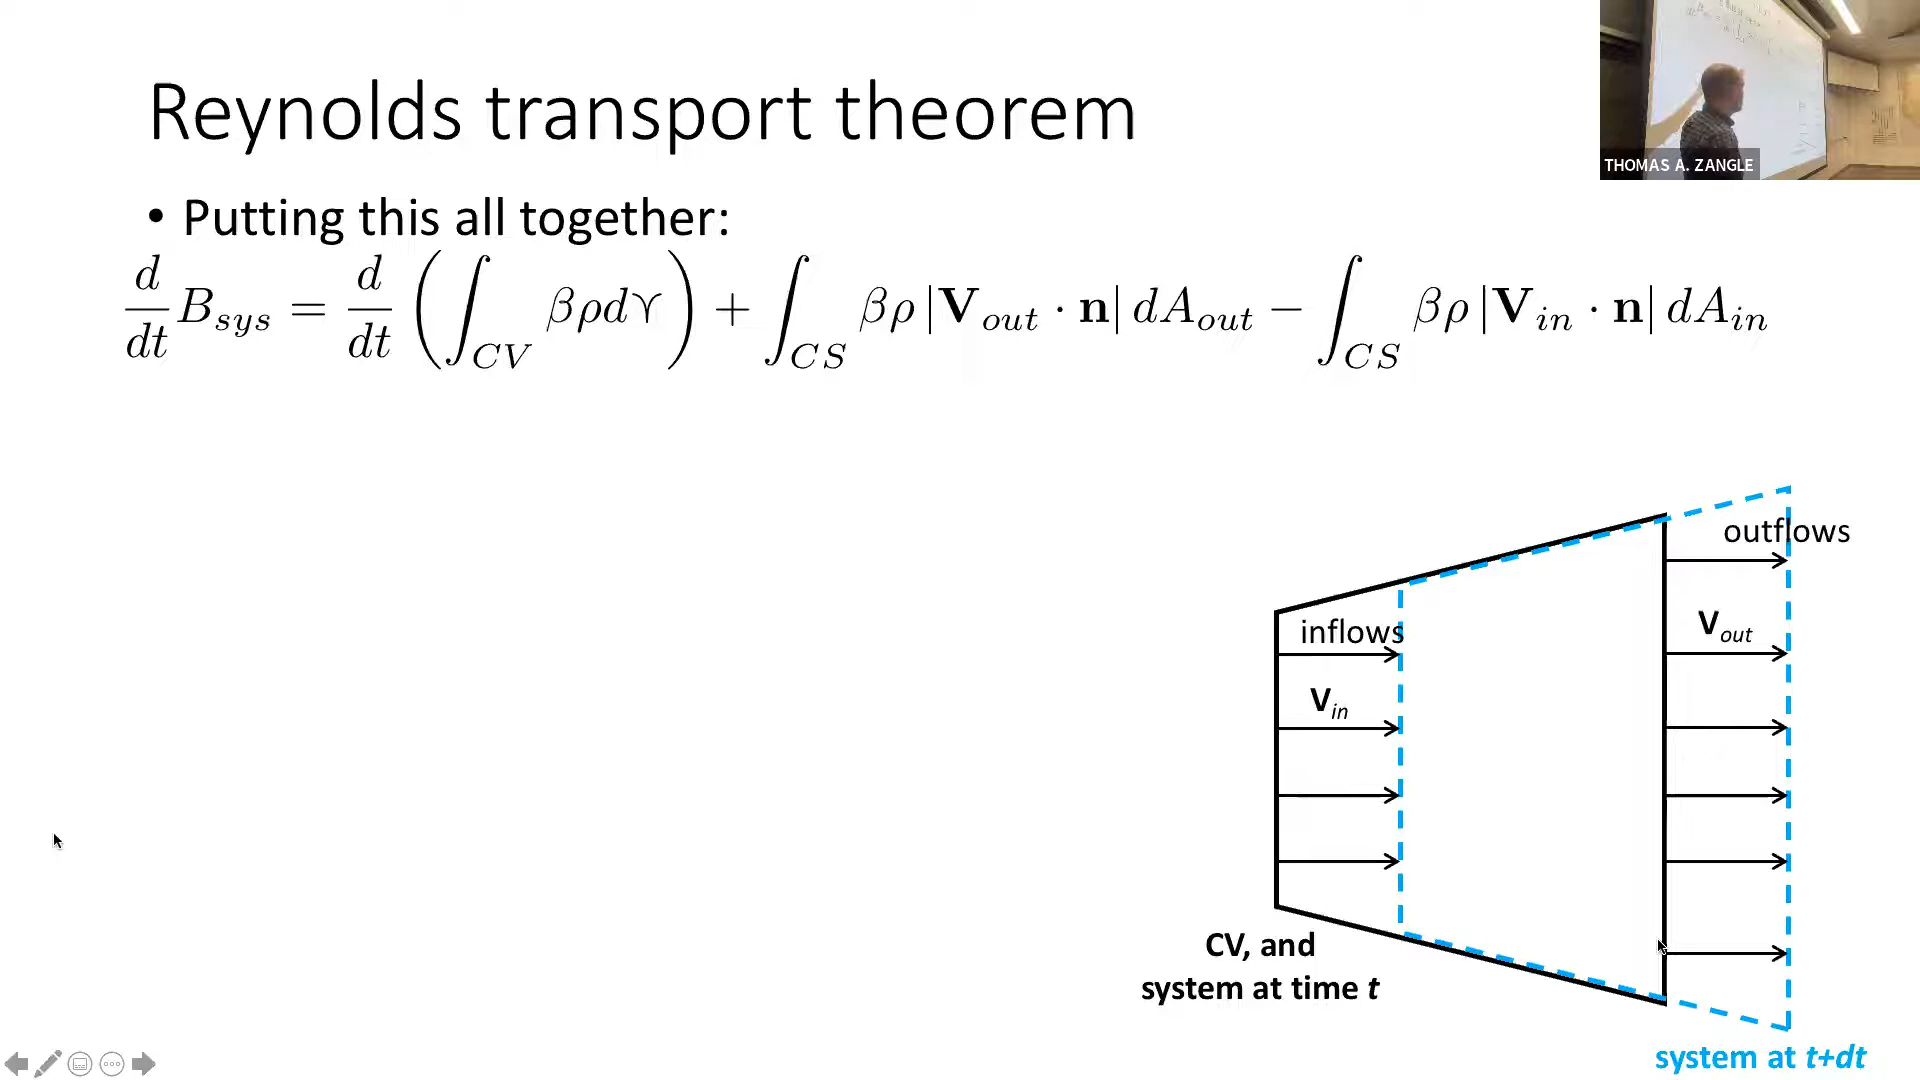 Reynolds transport theorem
THOMAS A. ZANGLE
• Putting this all together:
d/dt B_sys = d/dt ( ∫_CV βρdϒ ) + ∫_CS βρ |V_out · n| dA_out − ∫_CS βρ |V_in · n| dA_in
outflows
inflows
V_out
V_in
CV, and
system at time t
system at t+dt